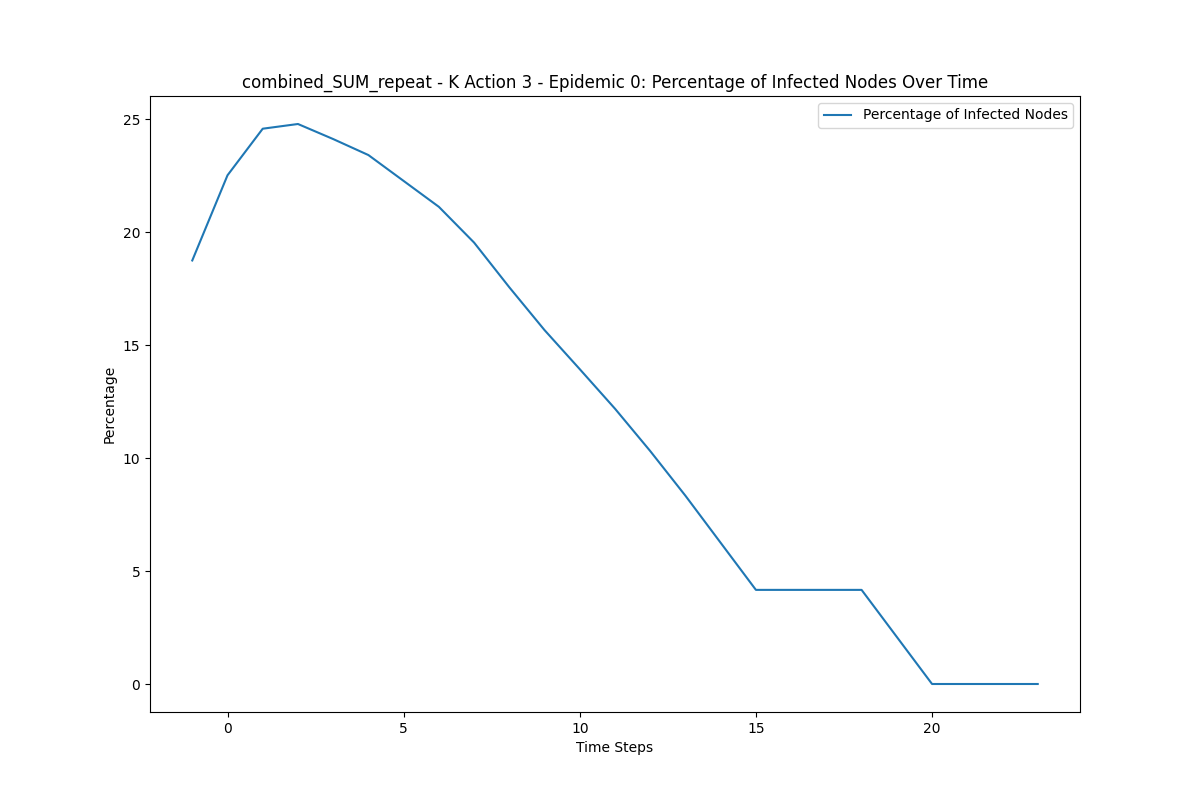 combined_SUM_repeat - K Action 3 - Epidemic 0: Percentage of Infected Nodes Over Time
Percentage of Infected Nodes
25
20
15
10
5
0
Percentage
0 5 10 15 20
Time Steps